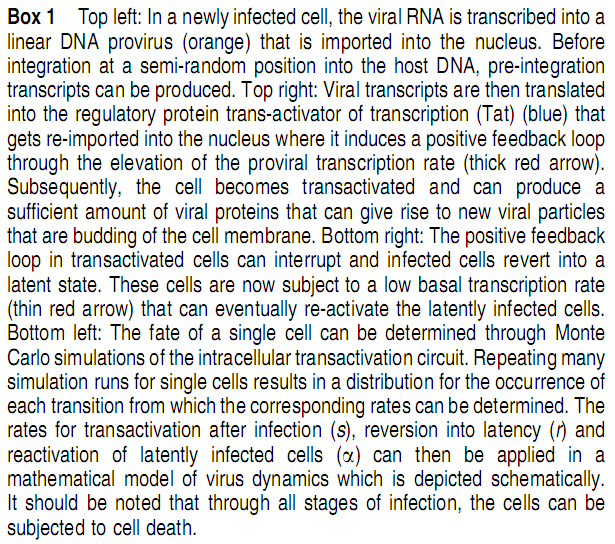 Box 1 Top left: In a newly infected cell, the viral RNA is transcribed into a
linear DNA provirus (orange) that is imported into the nucleus. Before
integration at a semi-random position into the host DNA, pre-integration
transcripts can be produced. Top right: Viral transcripts are then translated
into the regulatory protein trans-activator of transcription (Tat) (blue) that
gets re-imported into the nucleus where it induces a positive feedback loop
through the elevation of the proviral transcription rate (thick red arrow).
Subsequently, the cell becomes transactivated and can produce a
sufficient amount of viral proteins that can give rise to new viral particles
that are budding of the cell membrane. Bottom right: The positive feedback
loop in transactivated cells can interrupt and infected cells revert into a
latent state. These cells are now subject to a low basal transcription rate
(thin red arrow) that can eventually re-activate the latently infected cells.
Bottom left: The fate of a single cell can be determined through Monte
Carlo simulations of the intracellular transactivation circuit. Repeating many
simulation runs for single cells results in a distribution for the occurrence of
each transition from which the corresponding rates can be determined. The
rates for transactivation after infection (s), reversion into latency (r) and
reactivation of latently infected cells (α) can then be applied in a
mathematical model of virus dynamics which is depicted schematically.
It should be noted that through all stages of infection, the cells can be
subjected to cell death.